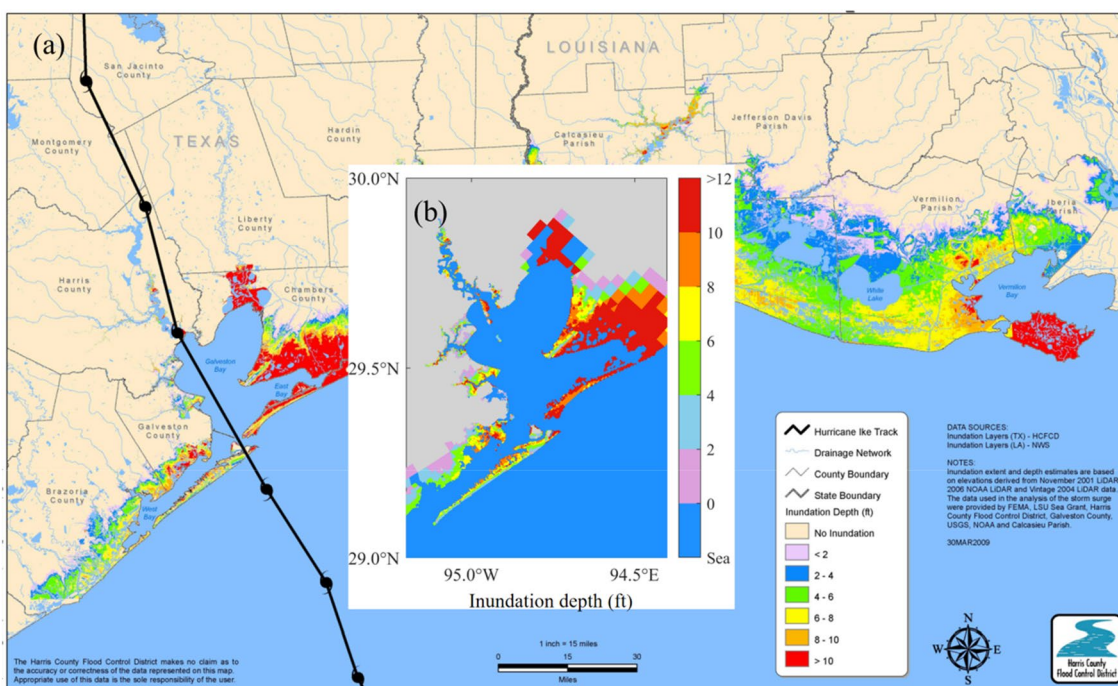 (a)
LOUISIANA
San Jacinto
County
Montgomery
County
TEXAS
Hardin
County
Calcasieu
Parish
Jefferson Davis
Parish
Liberty
County
Harris
County
Chambers
County
Vermilion
Parish
Iberia
Parish
White
Lake
Vermilion
Bay
Galveston
Bay
East
Bay
Galveston
County
Brazoria
County
West
Bay
(b)
30.0°N
29.5°N
29.0°N
95.0°W
94.5°E
Inundation depth (ft)
>12
10
8
6
4
2
0
Sea
Hurricane Ike Track
Drainage Network
County Boundary
State Boundary
Inundation Depth (ft)
No Inundation
< 2
2 - 4
4 - 6
6 - 8
8 - 10
> 10
DATA SOURCES:
Inundation Layers (TX) - HCFCD
Inundation Layers (LA) - NWS
NOTES:
Inundation extent and depth estimates are based
on elevations derived from November 2001 LiDAR,
2006 NOAA LiDAR and Vintage 2004 LiDAR data.
The data used in the analysis of the storm surge
were provided by FEMA, LSU Sea Grant, Harris
County Flood Control District, Galveston County,
USGS, NOAA and Calcasieu Parish.
30MAR2009
1 inch = 15 miles
0 15 30
Miles
N
W E
S
Harris County
Flood Control District
The Harris County Flood Control District makes no claim as to
the accuracy or correctness of the data represented on this map.
Appropriate use of this data is the sole responsibility of the user.